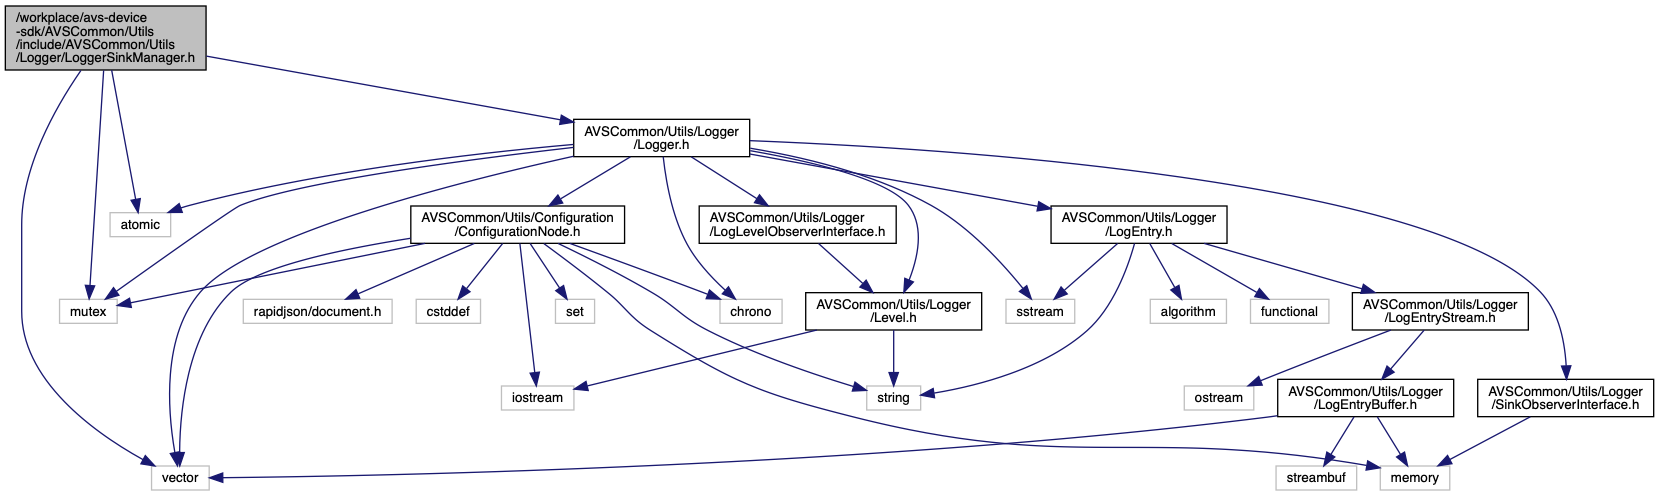 /workplace/avs-device
-sdk/AVSCommon/Utils
/include/AVSCommon/Utils
/Logger/LoggerSinkManager.h
AVSCommon/Utils/Logger
/Logger.h
atomic
AVSCommon/Utils/Configuration
/ConfigurationNode.h
AVSCommon/Utils/Logger
/LogLevelObserverInterface.h
AVSCommon/Utils/Logger
/LogEntry.h
mutex
rapidjson/document.h
cstddef
set
chrono
AVSCommon/Utils/Logger
/Level.h
sstream
algorithm
functional
AVSCommon/Utils/Logger
/LogEntryStream.h
iostream
string
ostream
AVSCommon/Utils/Logger
/LogEntryBuffer.h
AVSCommon/Utils/Logger
/SinkObserverInterface.h
vector
streambuf
memory